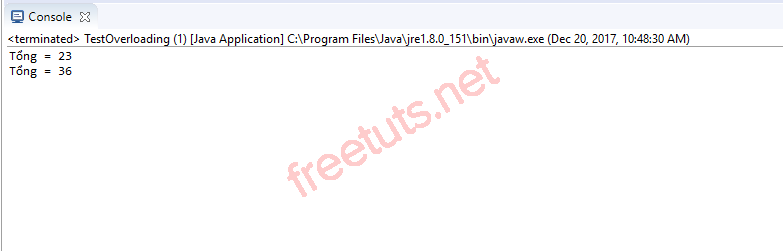 Console
<terminated> TestOverloading (1) [Java Application] C:\Program Files\Java\jre1.8.0_151\bin\javaw.exe (Dec 20, 2017, 10:48:30 AM)
Tổng = 23
Tổng = 36
freetuts.net